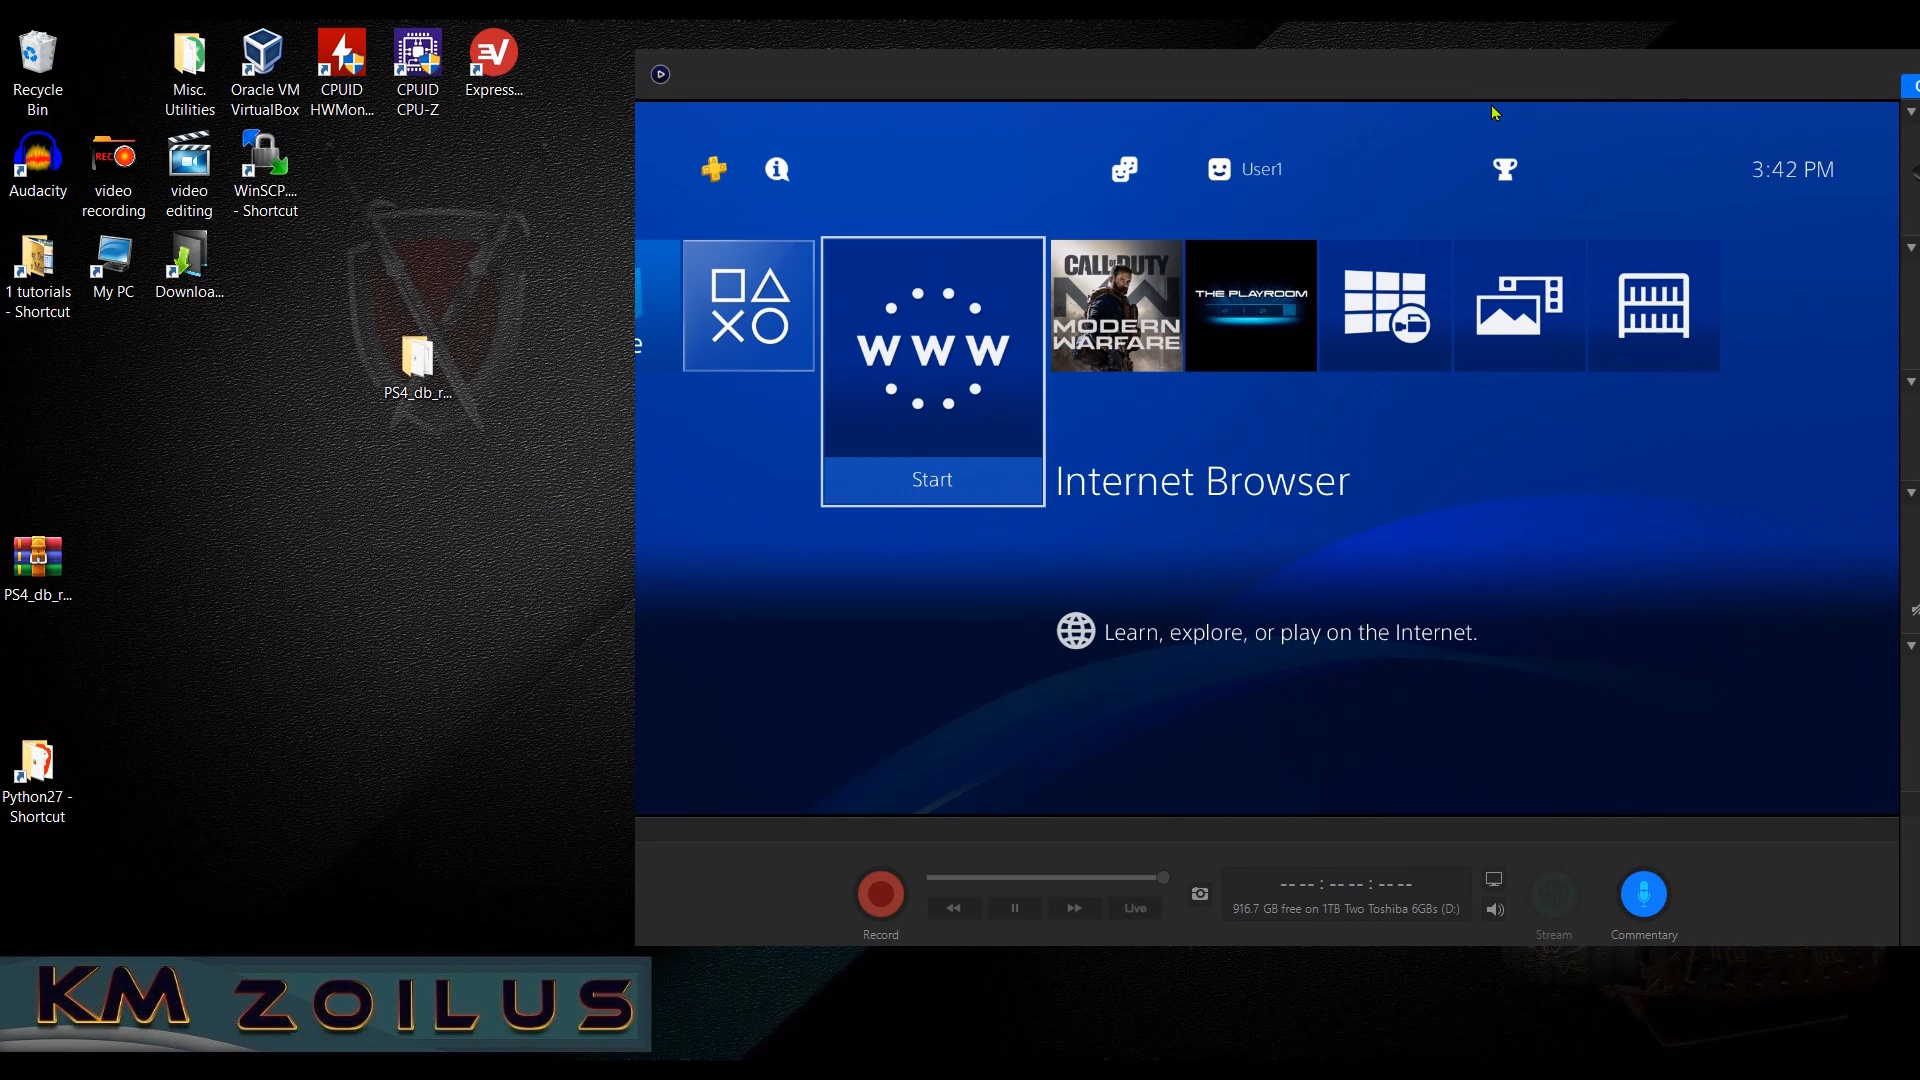 Recycle
Bin
Misc.
Utilities
Oracle VM
VirtualBox
CPUID
HWMon...
CPUID
CPU-Z
EV
Express...
Audacity
REC
video
recording
video
editing
WinSCP....
- Shortcut
1 tutorials
- Shortcut
My PC
Downloa...
PS4_db_r...
PS4_db_r...
Python27 -
Shortcut
User1
3:42 PM
e
WWW
Start
CALL OF DUTY
MW
MODERN
WARFARE
THE PLAYROOM
Internet Browser
Learn, explore, or play on the Internet.
-- -- : -- -- : -- --
Live
916.7 GB free on 1TB Two Toshiba 6GBs (D:)
Record
Stream
Commentary
KM ZOILUS